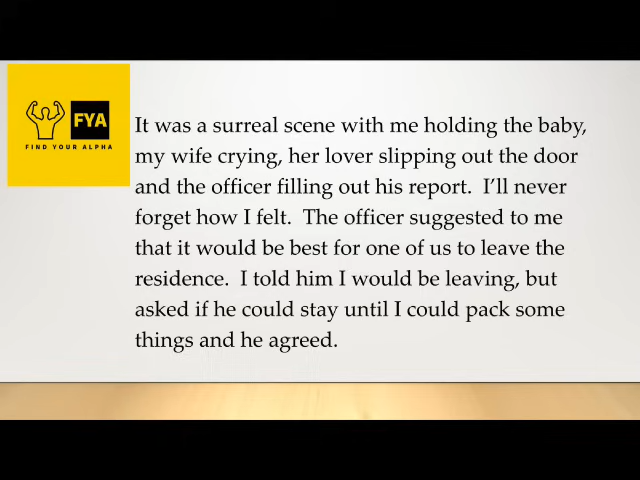 FYA
FIND YOUR ALPHA
It was a surreal scene with me holding the baby,
my wife crying, her lover slipping out the door
and the officer filling out his report.  I’ll never
forget how I felt.  The officer suggested to me
that it would be best for one of us to leave the
residence.  I told him I would be leaving, but
asked if he could stay until I could pack some
things and he agreed.